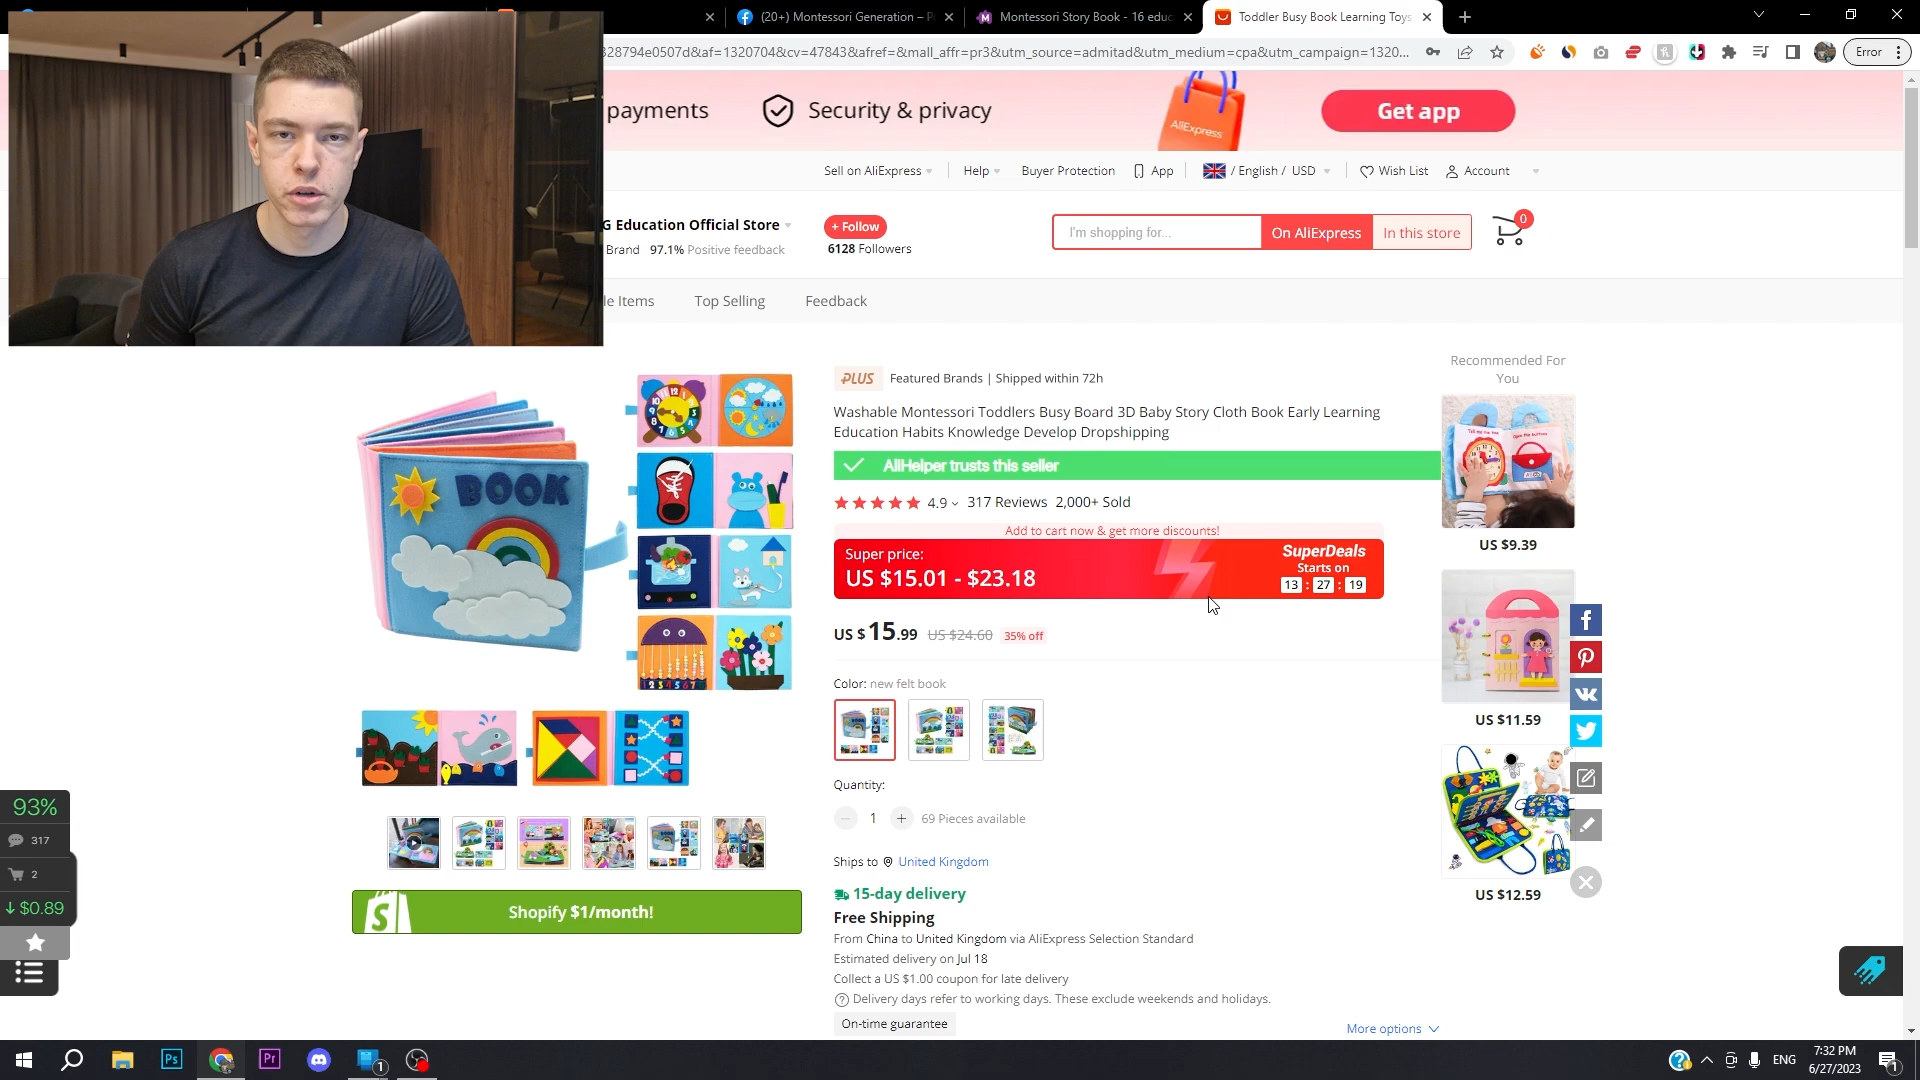 (20+) Montessori Generation – P
Montessori Story Book - 16 educ
Toddler Busy Book Learning Toys
328794e0507d&af=1320704&cv=47843&afref=&mall_affr=pr3&utm_source=admitad&utm_medium=cpa&utm_campaign=1320...
Error
payments
Security & privacy
AliExpress
Get app
Sell on AliExpress
Help
Buyer Protection
App
/ English / USD
Wish List
Account
G Education Official Store
+ Follow
Brand 97.1% Positive feedback
6128 Followers
I'm shopping for...
On AliExpress
In this store
0
le Items
Top Selling
Feedback
PLUS Featured Brands | Shipped within 72h
Washable Montessori Toddlers Busy Board 3D Baby Story Cloth Book Early Learning
Education Habits Knowledge Develop Dropshipping
AliHelper trusts this seller
4.9 317 Reviews 2,000+ Sold
Add to cart now & get more discounts!
Super price:
US $15.01 - $23.18
SuperDeals
Starts on
13 : 27 : 19
US $15.99 US $24.60 35% off
Color: new felt book
Quantity:
1
69 Pieces available
Ships to United Kingdom
15-day delivery
Free Shipping
From China to United Kingdom via AliExpress Selection Standard
Estimated delivery on Jul 18
Collect a US $1.00 coupon for late delivery
Delivery days refer to working days. These exclude weekends and holidays.
On-time guarantee
More options
Recommended For
You
US $9.39
US $11.59
US $12.59
BOOK
Shopify $1/month!
93%
317
2
$0.89
Ps
Pr
1
ENG
7:32 PM
6/27/2023
1